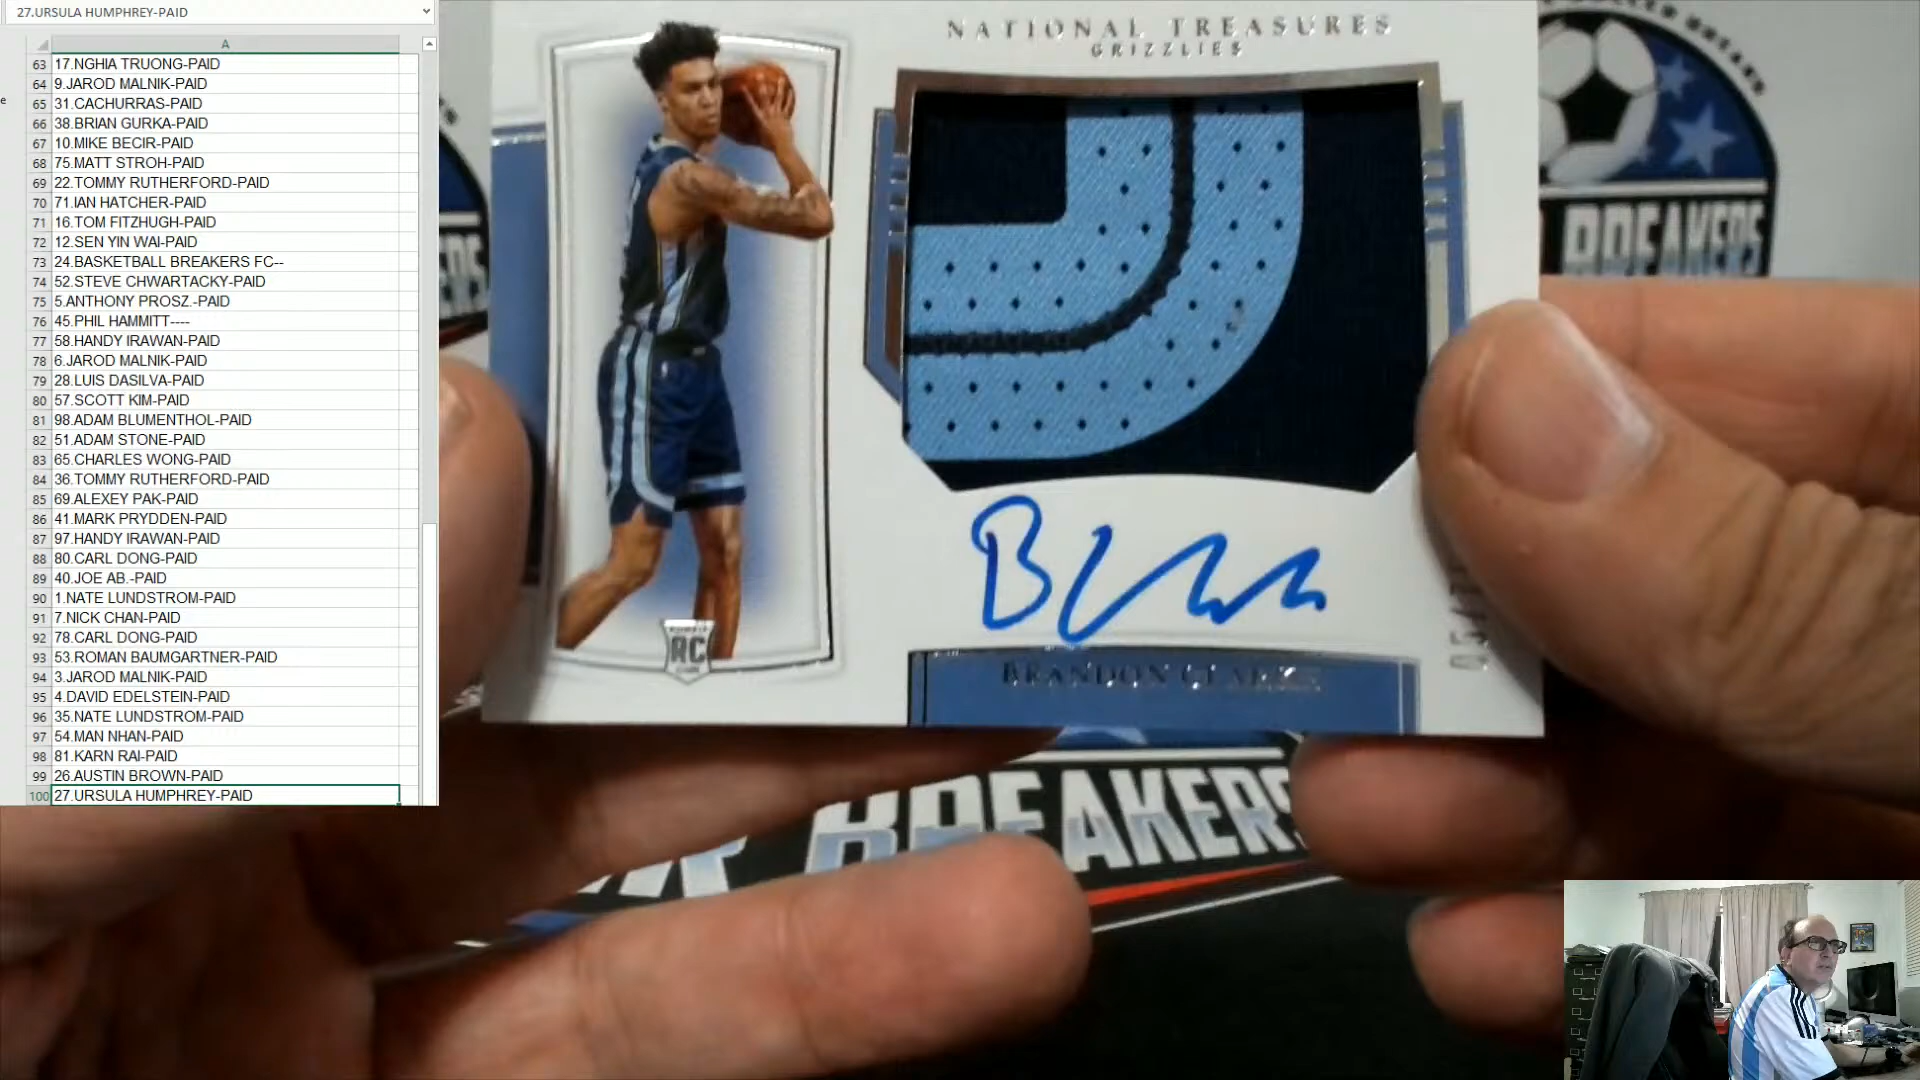 27.URSULA HUMPHREY-PAID
A
63 17.NGHIA TRUONG-PAID
64 9.JAROD MALNIK-PAID
65 31.CACHURRAS-PAID
66 38.BRIAN GURKA-PAID
67 10.MIKE BECIR-PAID
68 75.MATT STROH-PAID
69 22.TOMMY RUTHERFORD-PAID
70 71.IAN HATCHER-PAID
71 16.TOM FITZHUGH-PAID
72 12.SEN YIN WAI-PAID
73 24.BASKETBALL BREAKERS FC--
74 52.STEVE CHWARTACKY-PAID
75 5.ANTHONY PROSZ.-PAID
76 45.PHIL HAMMITT----
77 58.HANDY IRAWAN-PAID
78 6.JAROD MALNIK-PAID
79 28.LUIS DASILVA-PAID
80 57.SCOTT KIM-PAID
81 98.ADAM BLUMENTHOL-PAID
82 51.ADAM STONE-PAID
83 65.CHARLES WONG-PAID
84 36.TOMMY RUTHERFORD-PAID
85 69.ALEXEY PAK-PAID
86 41.MARK PRYDDEN-PAID
87 97.HANDY IRAWAN-PAID
88 80.CARL DONG-PAID
89 40.JOE AB.-PAID
90 1.NATE LUNDSTROM-PAID
91 7.NICK CHAN-PAID
92 78.CARL DONG-PAID
93 53.ROMAN BAUMGARTNER-PAID
94 3.JAROD MALNIK-PAID
95 4.DAVID EDELSTEIN-PAID
96 35.NATE LUNDSTROM-PAID
97 54.MAN NHAN-PAID
98 81.KARN RAI-PAID
99 26.AUSTIN BROWN-PAID
100 27.URSULA HUMPHREY-PAID
NATIONAL TREASURES
GRIZZLIES
RC
BRANDON CLARKE
BREAKERS
BREAKERS